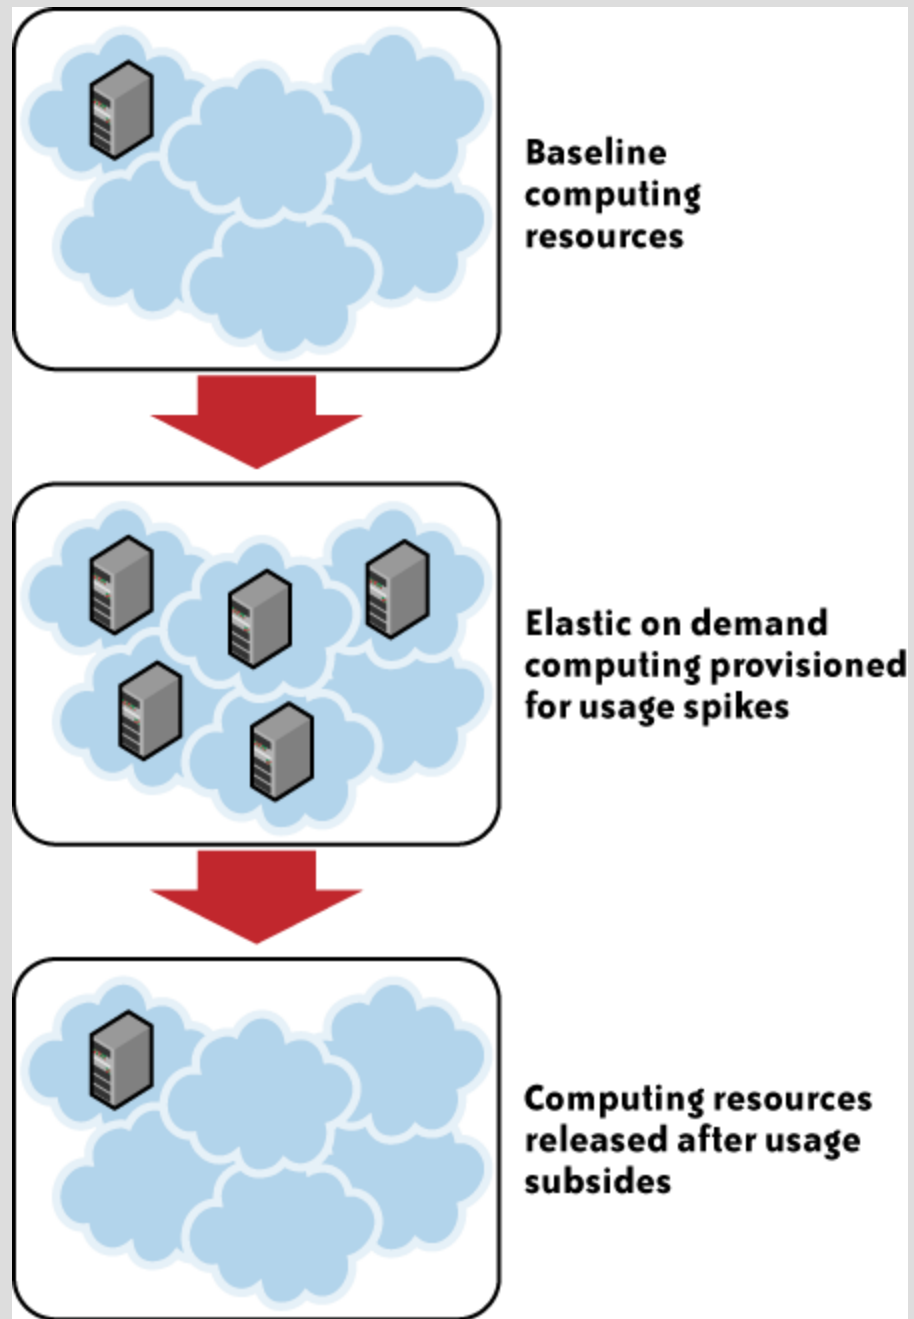 Baseline
computing
resources
Elastic on demand
computing provisioned
for usage spikes
Computing resources
released after usage
subsides